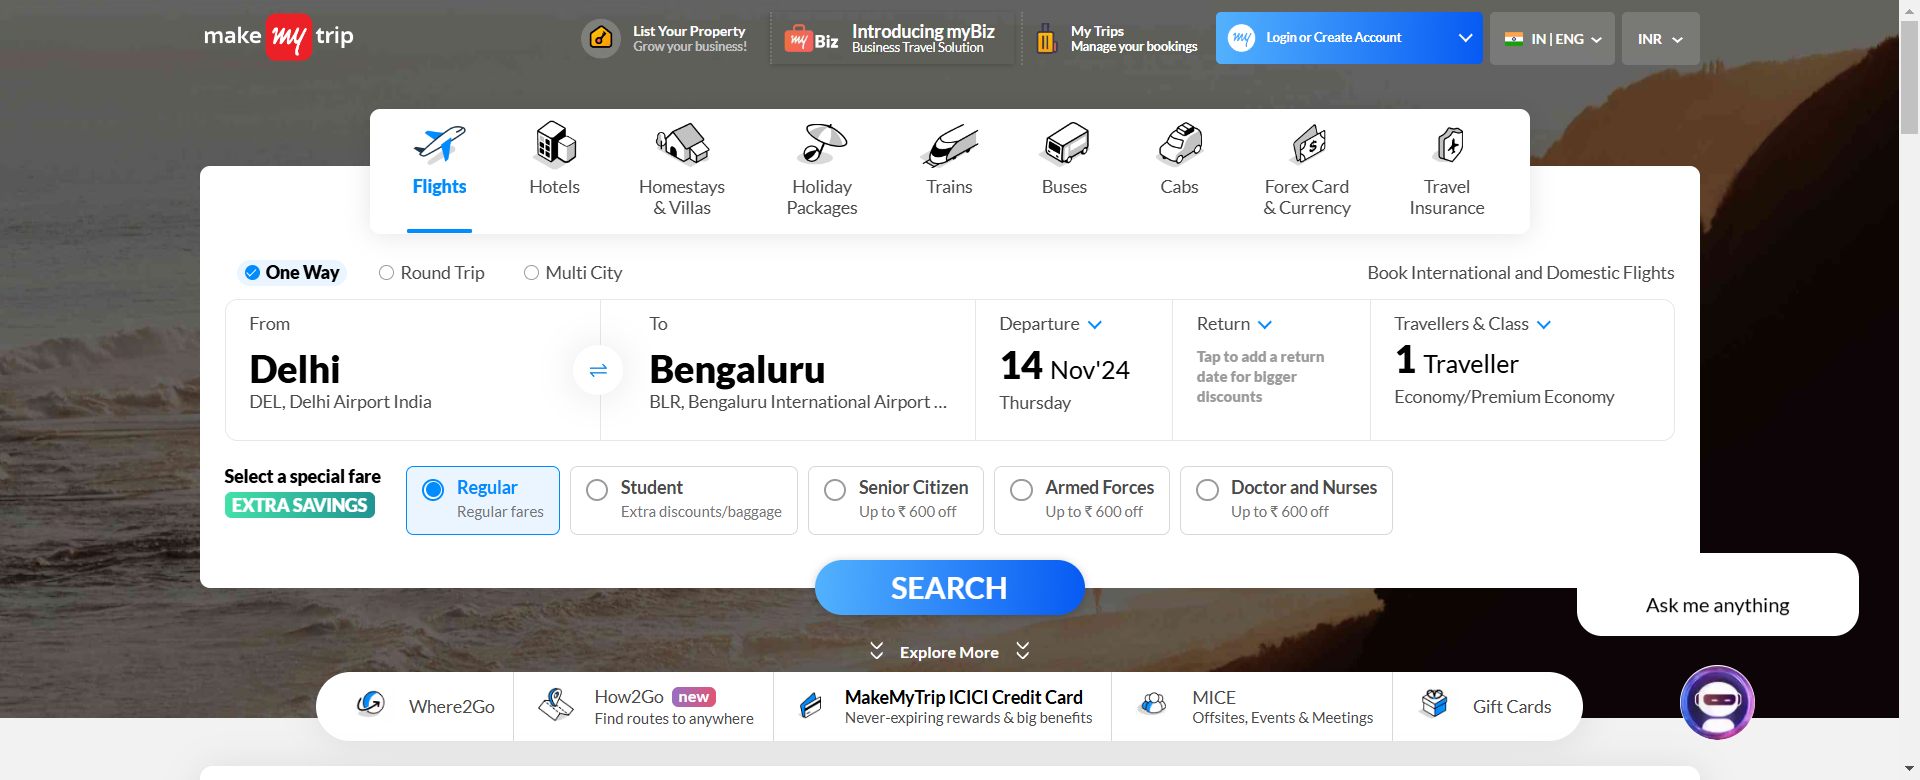 make my trip
List Your Property
Grow your business!
my Biz
Introducing myBiz
Business Travel Solution
My Trips
Manage your bookings
my
Login or Create Account
IN | ENG
INR
Flights
Hotels
Homestays
& Villas
Holiday
Packages
Trains
Buses
Cabs
Forex Card
& Currency
Travel
Insurance
One Way
Round Trip
Multi City
Book International and Domestic Flights
From
Delhi
DEL, Delhi Airport India
To
Bengaluru
BLR, Bengaluru International Airport ...
Departure
14 Nov'24
Thursday
Return
Tap to add a return
date for bigger
discounts
Travellers & Class
1 Traveller
Economy/Premium Economy
Select a special fare
EXTRA SAVINGS
Regular
Regular fares
Student
Extra discounts/baggage
Senior Citizen
Up to ₹ 600 off
Armed Forces
Up to ₹ 600 off
Doctor and Nurses
Up to ₹ 600 off
SEARCH
Ask me anything
Explore More
Where2Go
How2Go new
Find routes to anywhere
MakeMyTrip ICICI Credit Card
Never-expiring rewards & big benefits
MICE
Offsites, Events & Meetings
Gift Cards